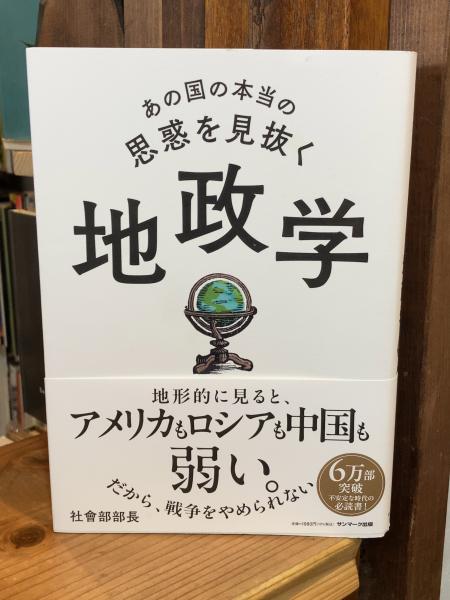 あの国の本当の
思惑を見抜く
地政学
地形的に見ると、
アメリカもロシアも中国も
弱い。
だから、戦争をやめられない
社會部部長
6万部
突破
不安定な時代の
必読書!
サンマーク出版